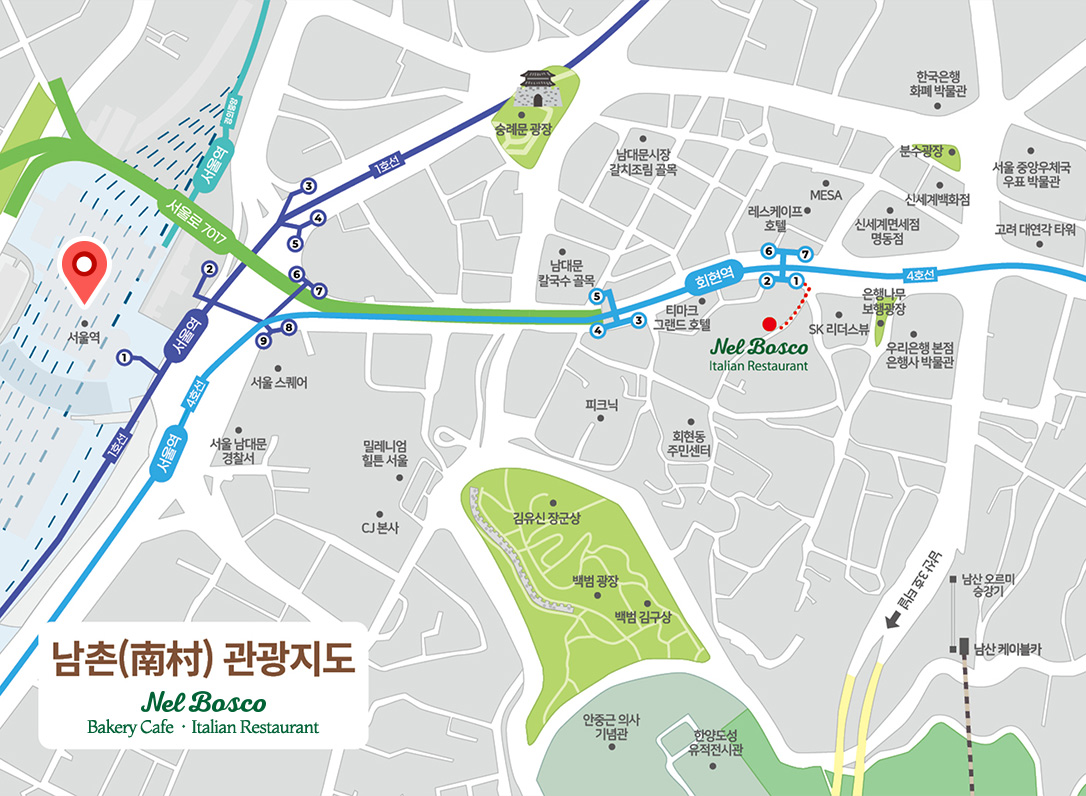 한국은행
화폐 박물관
경의중앙
서울역
숭례문 광장
1호선
남대문시장
갈치조림 골목
분수광장
서울 중앙우체국
우표 박물관
MESA
신세계백화점
레스케이프
호텔
신세계면세점
명동점
고려 대연각 타워
3
4
5
서울로 7017
2
6
7
서울역
남대문
칼국수 골목
5
4
3
회현역
6
7
2
1
4호선
티마크
그랜드 호텔
SK 리더스뷰
은행나무
보행광장
우리은행 본점
은행사 박물관
Nel Bosco
Italian Restaurant
서울역
1
8
9
서울 스퀘어
4호선
1호선
서울역
서울 남대문
경찰서
밀레니엄
힐튼 서울
CJ 본사
피크닉
회현동
주민센터
김유신 장군상
백범 광장
백범 김구상
남산 3호 터널
남산 오르미
승강기
남산 케이블카
안중근 의사
기념관
한양도성
유적전시관
남촌(南村) 관광지도
Nel Bosco
Bakery Cafe · Italian Restaurant